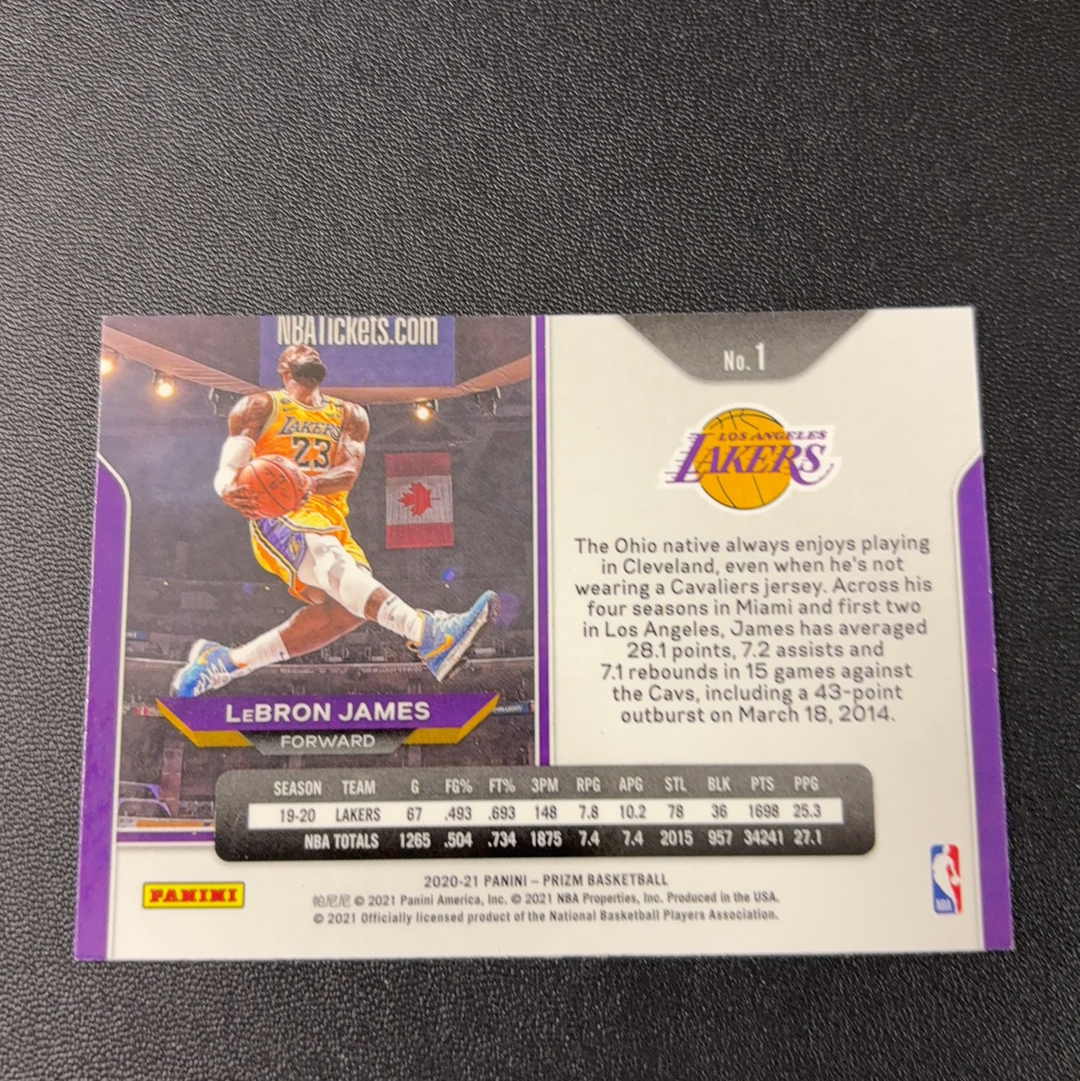 NBATickets.com
LAKERS
23
LeBRON JAMES
FORWARD
No. 1
LOS ANGELES
LAKERS
The Ohio native always enjoys playing
in Cleveland, even when he's not
wearing a Cavaliers jersey. Across his
four seasons in Miami and first two
in Los Angeles, James has averaged
28.1 points, 7.2 assists and
7.1 rebounds in 15 games against
the Cavs, including a 43-point
outburst on March 18, 2014.
SEASON TEAM G FG% FT% 3PM RPG APG STL BLK PTS PPG
19-20 LAKERS 67 .493 .693 148 7.8 10.2 78 36 1698 25.3
NBA TOTALS 1265 .504 .734 1875 7.4 7.4 2015 957 34241 27.1
PANINI
2020-21 PANINI – PRIZM BASKETBALL
帕尼尼 © 2021 Panini America, Inc. © 2021 NBA Properties, Inc. Produced in the USA.
© 2021 Officially licensed product of the National Basketball Players Association.
NBA